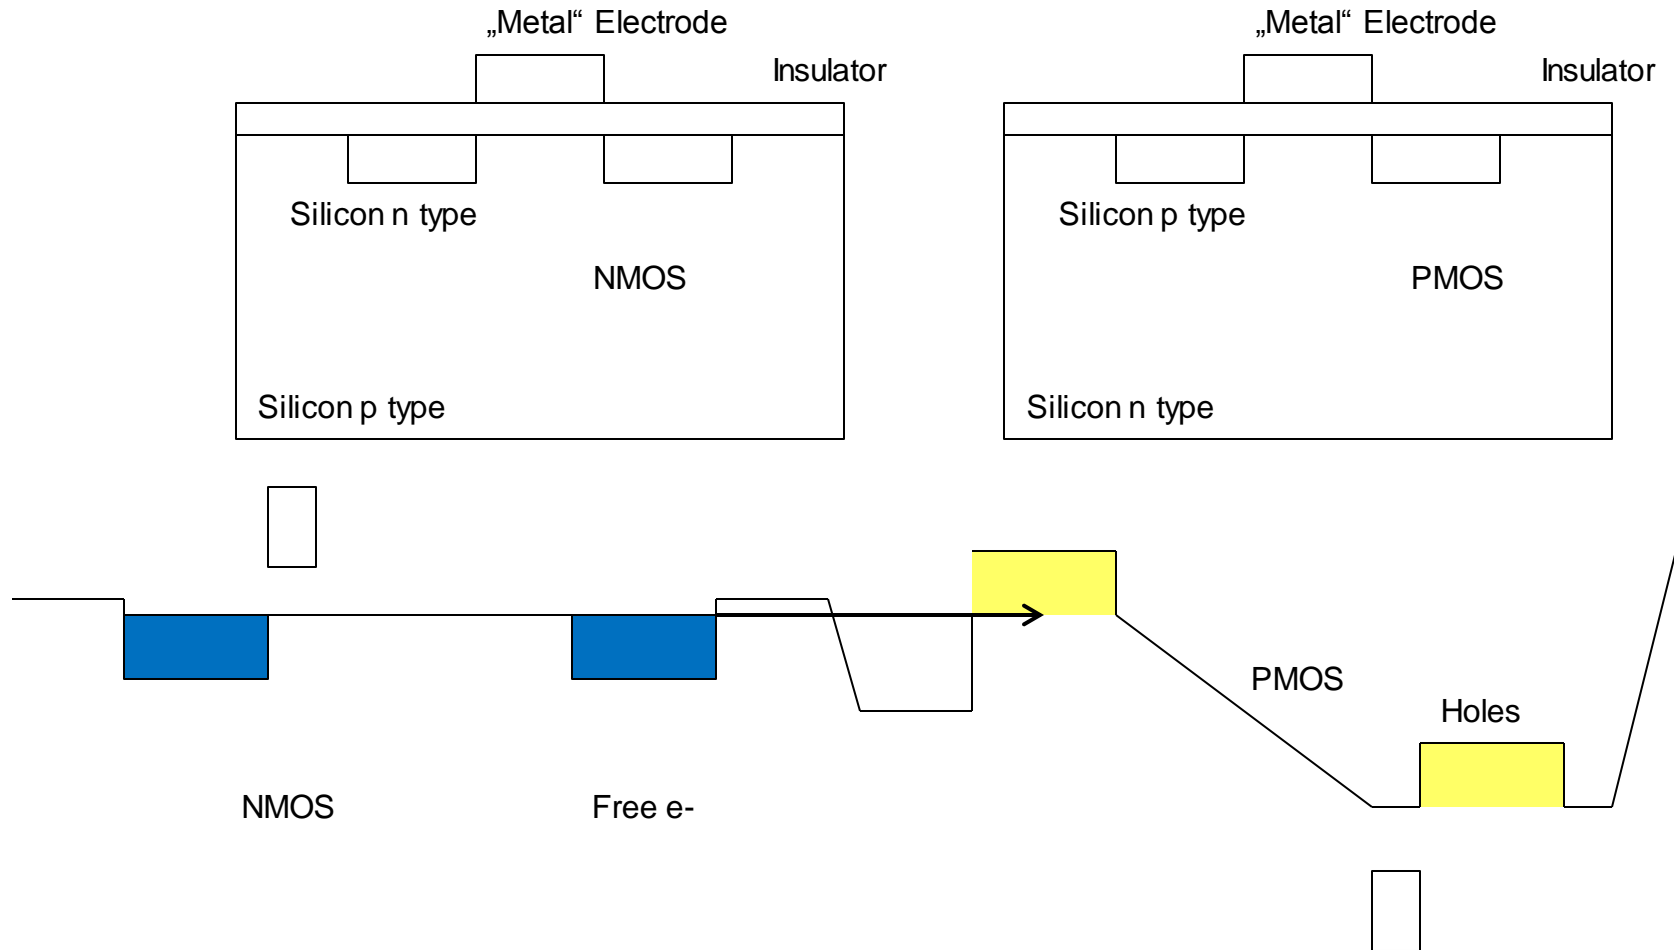 „Metal“ Electrode
„Metal“ Electrode
Insulator
Insulator
Silicon n type
Silicon p type
NMOS
PMOS
Silicon p type
Silicon n type
PMOS
Holes
NMOS
Free e-